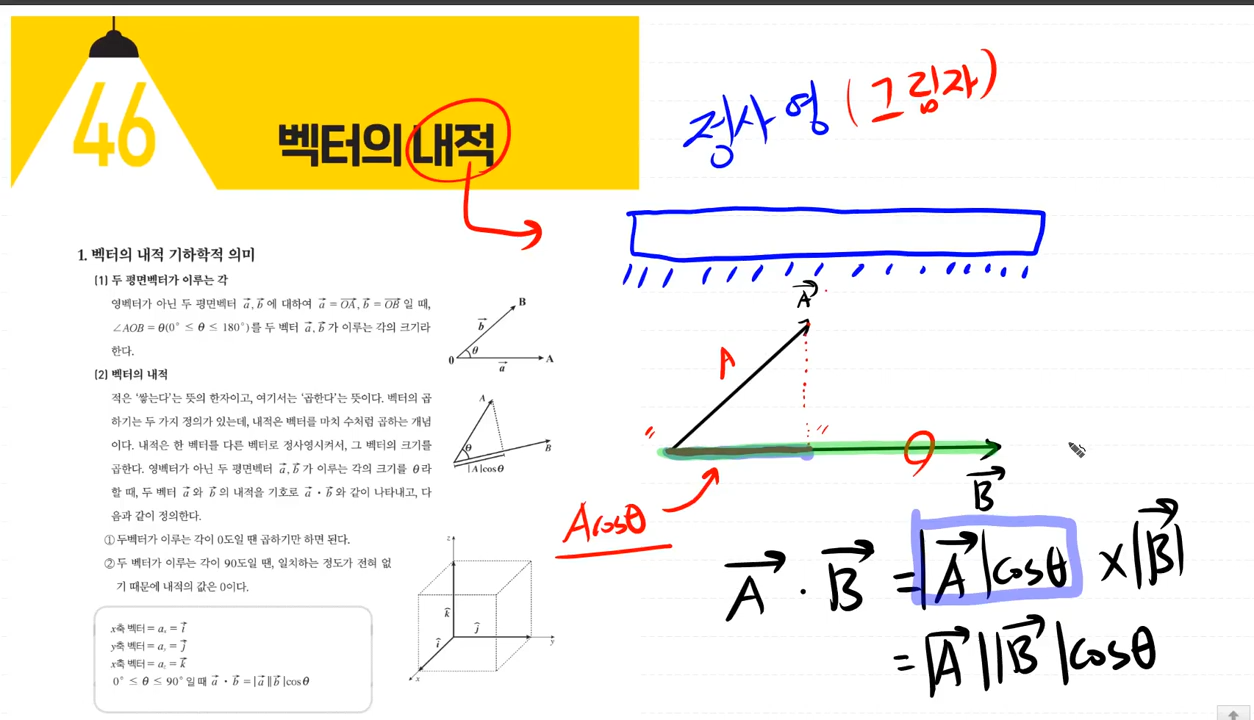 46
벡터의 내적
1. 벡터의 내적 기하학적 의미
(1) 두 평면벡터가 이루는 각
영벡터가 아닌 두 평면벡터 a⃗, b⃗ 에 대하여 a⃗ = O͞A͞, b⃗ = O͞B͞ 일 때,
∠AOB = θ(0° ≤ θ ≤ 180°)를 두 벡터 a⃗, b⃗ 가 이루는 각의 크기라
한다.
B
b⃗
θ
0
a⃗
A
(2) 벡터의 내적
적은 '쌓는다'는 뜻의 한자이고, 여기서는 '곱한다'는 뜻이다. 벡터의 곱
하기는 두 가지 정의가 있는데, 내적은 벡터를 마치 수처럼 곱하는 개념
이다. 내적은 한 벡터를 다른 벡터로 정사영시켜서, 그 벡터의 크기를
곱한다. 영벡터가 아닌 두 평면벡터 a⃗, b⃗ 가 이루는 각의 크기를 θ 라
할 때, 두 벡터 a⃗ 와 b⃗ 의 내적을 기호로 a⃗ · b⃗ 와 같이 나타내고, 다
음과 같이 정의한다.
① 두벡터가 이루는 각이 0도일 땐 곱하기만 하면 된다.
② 두 벡터가 이루는 각이 90도일 땐, 일치하는 정도가 전혀 없
기 때문에 내적의 값은 0이다.
A
θ
B
|A|cosθ
x축 벡터 = aₓ = i⃗
y축 벡터 = aᵧ = j⃗
x축 벡터 = a_z = k⃗
0° ≤ θ ≤ 90° 일 때 a⃗ · b⃗ = |a⃗||b⃗|cosθ
z
k̂
ĵ
î
y
x
정사영 (그림자)
A⃗
A
" "
B⃗
Acosθ
A⃗ · B⃗ = |A⃗|cosθ × |B⃗|
= |A⃗||B⃗|cosθ